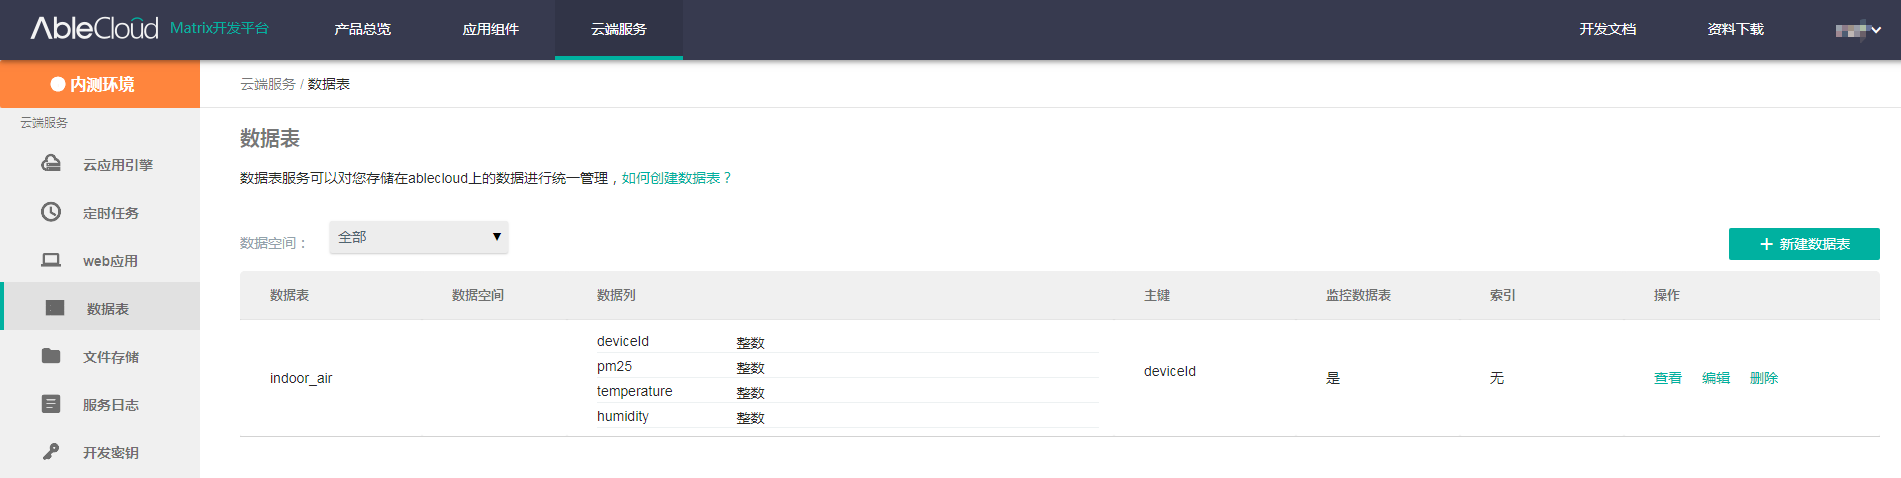 AbleCloud Matrix开发平台 产品总览 应用组件 云端服务 开发文档 资料下载
内测环境
云端服务 / 数据表
云端服务
云应用引擎
定时任务
web应用
数据表
文件存储
服务日志
开发密钥
数据表
数据表服务可以对您存储在ablecloud上的数据进行统一管理，如何创建数据表？
数据空间： 全部
新建数据表
数据表 数据空间 数据列 主键 监控数据表 索引 操作
deviceId 整数
pm25 整数
temperature 整数
humidity 整数
indoor_air
deviceId
是 无 查看 编辑 删除